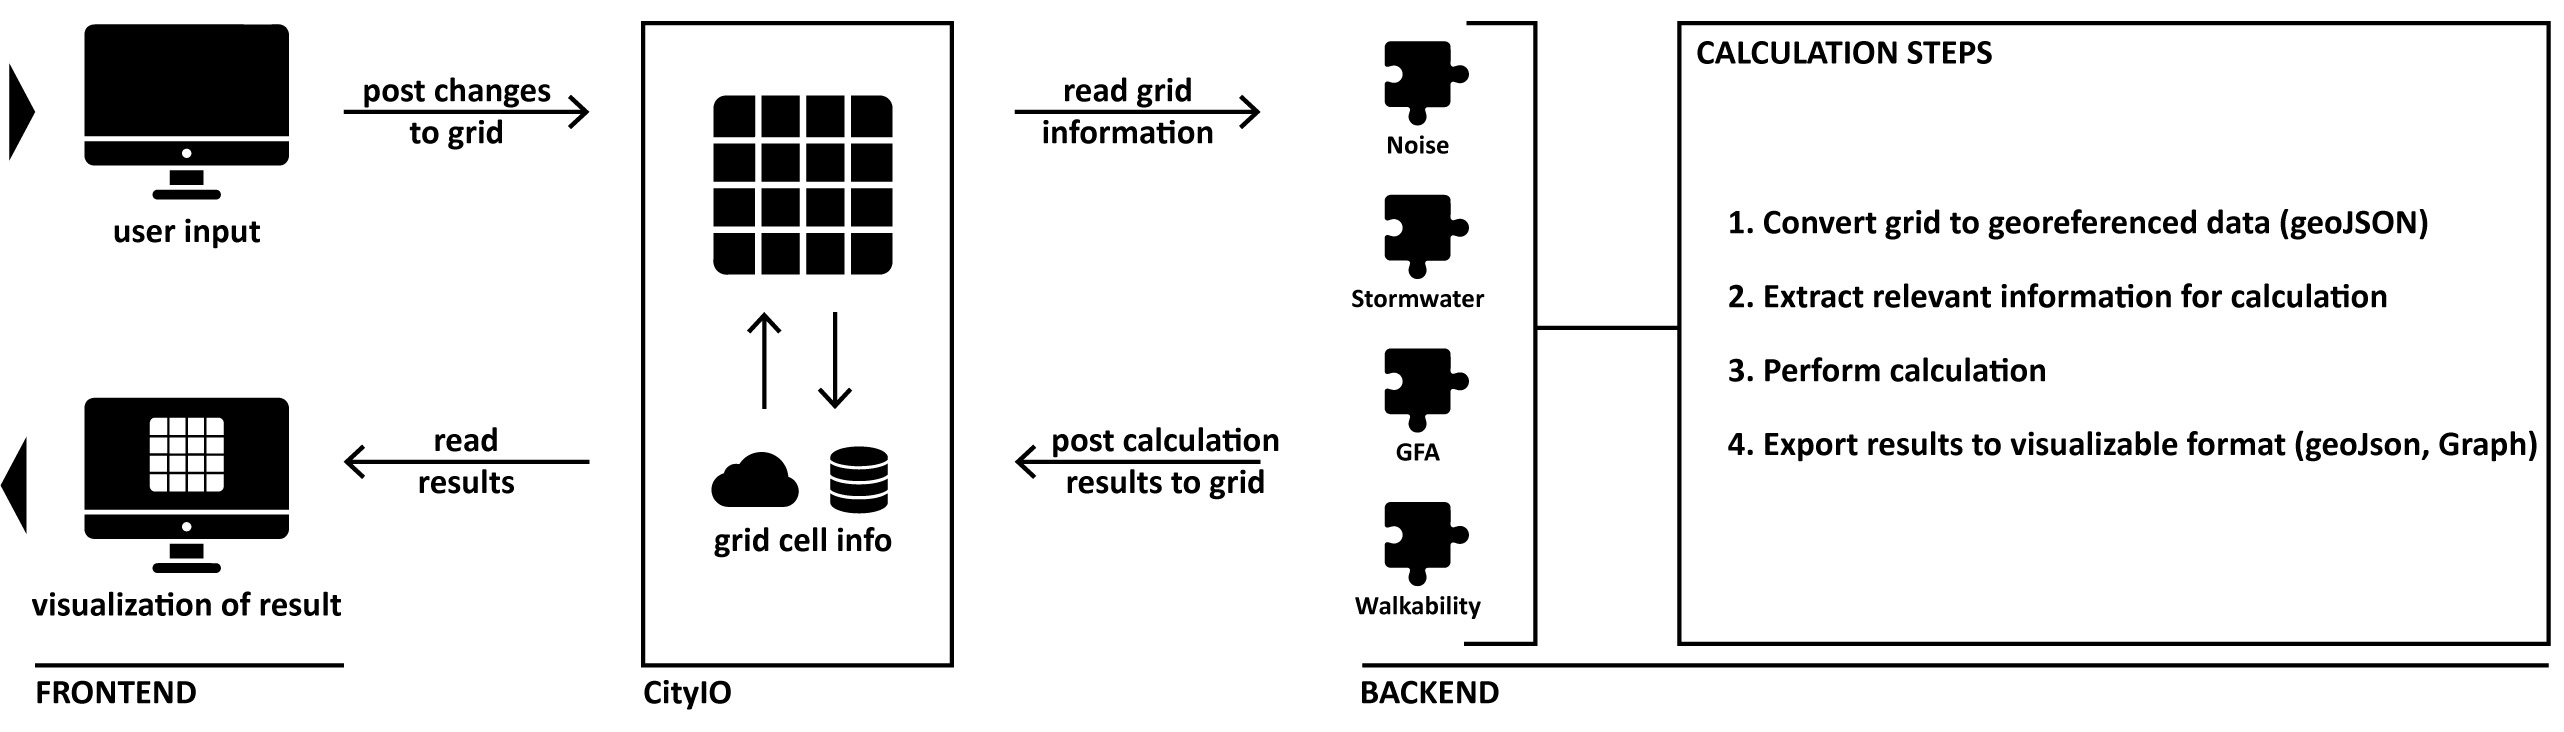 user input
post changes
to grid
read
results
visualization of result
FRONTEND
grid cell info
CityIO
read grid
information
post calculation
results to grid
Noise
Stormwater
GFA
Walkability
BACKEND
CALCULATION STEPS
1. Convert grid to georeferenced data (geoJSON)
2. Extract relevant information for calculation
3. Perform calculation
4. Export results to visualizable format (geoJson, Graph)